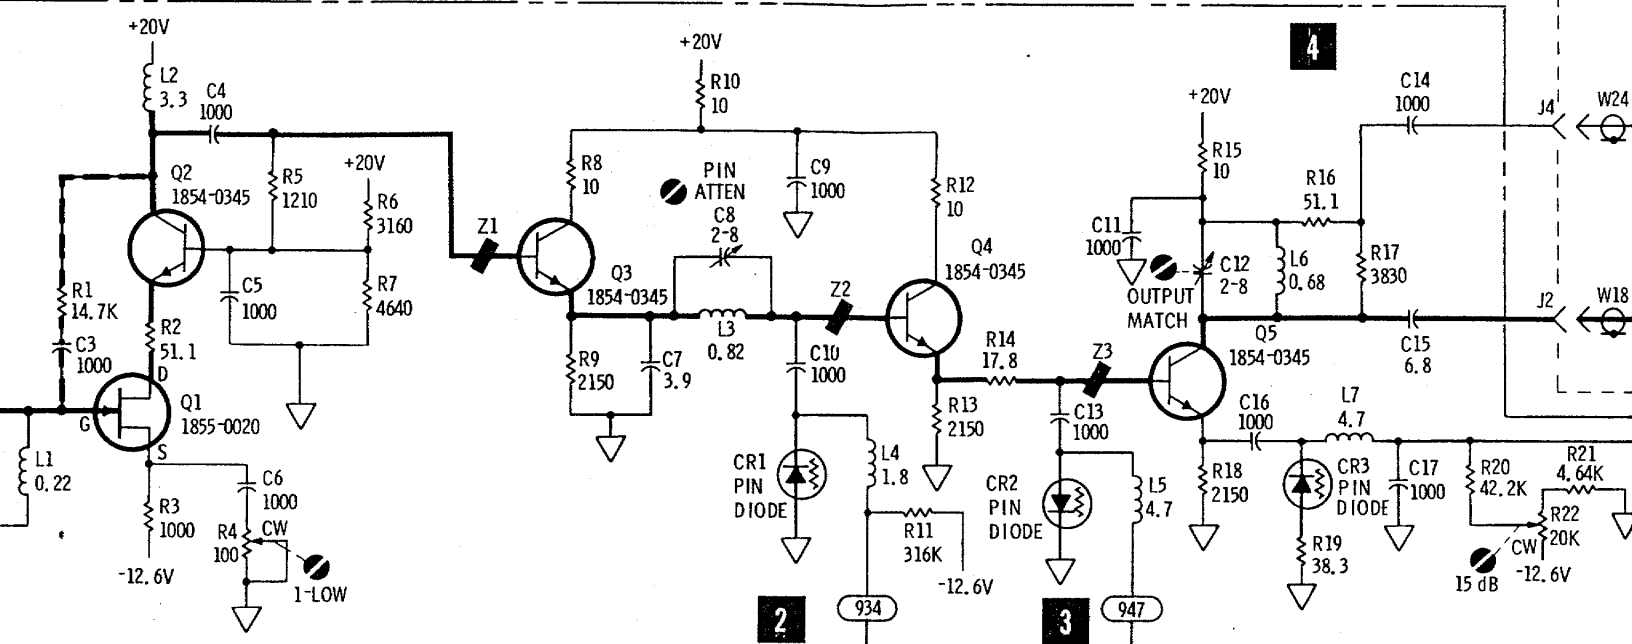 +20V
L2
3.3
C4
1000
Q2
1854-0345
R5
1210
+20V
R6
3160
R1
14.7K
C5
1000
R7
4640
R2
51.1
C3
1000
D
Q1
1855-0020
G
S
L1
0.22
R3
1000
-12.6V
C6
1000
R4
100
CW
1-LOW
+20V
R10
10
R8
10
PIN
ATTEN
C9
1000
R12
10
Z1
C8
2-8
Q3
1854-0345
Q4
1854-0345
Z2
L3
0.82
R9
2150
C7
3.9
C10
1000
R14
17.8
R13
2150
CR1
PIN
DIODE
L4
1.8
R11
316K
-12.6V
934
2
4
+20V
R15
10
C14
1000
J4
W24
R16
51.1
C11
1000
C12
2-8
L6
0.68
R17
3830
OUTPUT
MATCH
J2
W18
Q5
1854-0345
C15
6.8
Z3
C13
1000
CR2
PIN
DIODE
L5
4.7
947
3
C16
1000
L7
4.7
R18
2150
CR3
PIN
DIODE
C17
1000
R19
38.3
R20
42.2K
R21
4.64K
R22
20K
CW
-12.6V
15 dB